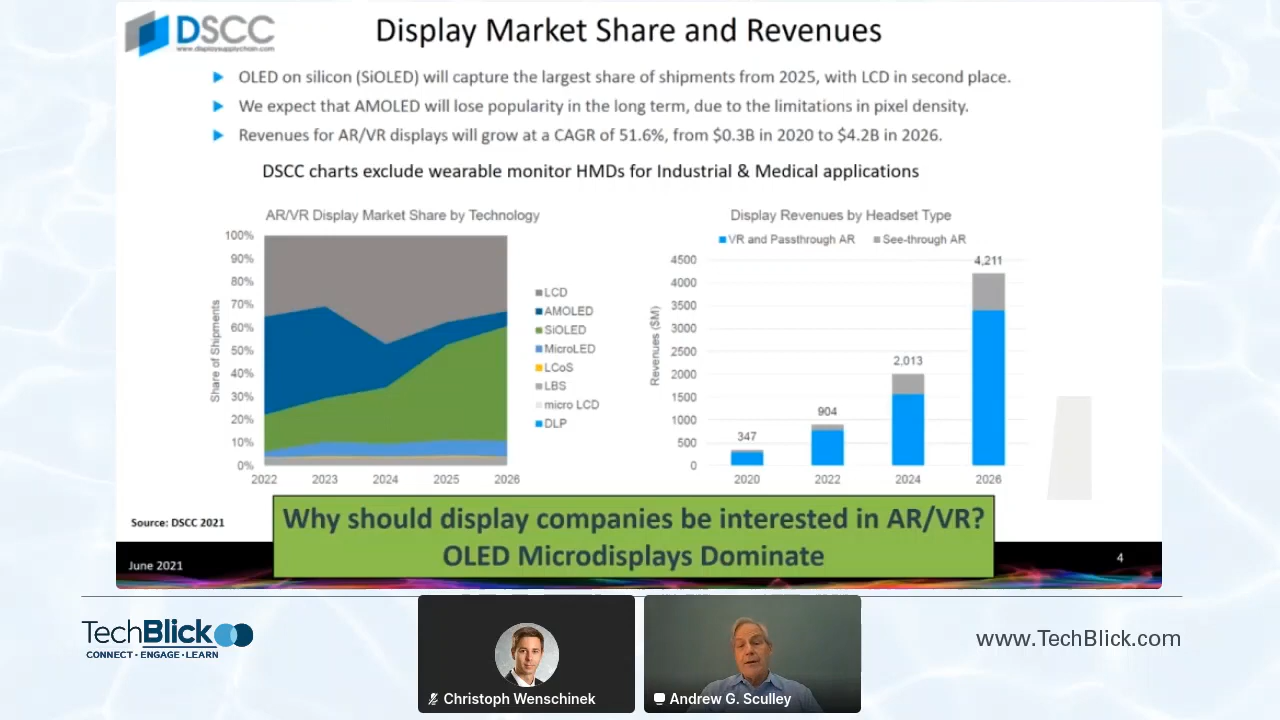 DSCC
www.displaysupplychain.com
Display Market Share and Revenues
OLED on silicon (SiOLED) will capture the largest share of shipments from 2025, with LCD in second place.
We expect that AMOLED will lose popularity in the long term, due to the limitations in pixel density.
Revenues for AR/VR displays will grow at a CAGR of 51.6%, from $0.3B in 2020 to $4.2B in 2026.
DSCC charts exclude wearable monitor HMDs for Industrial & Medical applications
AR/VR Display Market Share by Technology
100%
90%
80%
70%
60%
50%
40%
30%
20%
10%
0%
Share of Shipments
2022 2023 2024 2025 2026
LCD
AMOLED
SiOLED
MicroLED
LCoS
LBS
micro LCD
DLP
Display Revenues by Headset Type
VR and Passthrough AR See-through AR
4500
4000
3500
3000
2500
2000
1500
1000
500
0
Revenues ($M)
347
904
2,013
4,211
2020 2022 2024 2026
Source: DSCC 2021
Why should display companies be interested in AR/VR?
OLED Microdisplays Dominate
June 2021
4
TechBlick
CONNECT · ENGAGE · LEARN
Christoph Wenschinek
Andrew G. Sculley
www.TechBlick.com